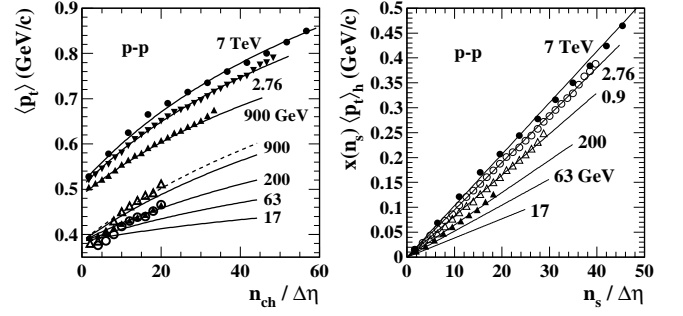 ⟨p_t⟩ (GeV/c)
0.9
0.8
0.7
0.6
0.5
0.4
p-p
7 TeV
2.76
900 GeV
900
200
63
17
0 20 40 60
n_ch / Δη
x(n_s) ⟨p_t⟩_h (GeV/c)
0.5
0.45
0.4
0.35
0.3
0.25
0.2
0.15
0.1
0.05
0
p-p
7 TeV
2.76
0.9
200
63 GeV
17
0 10 20 30 40 50
n_s / Δη